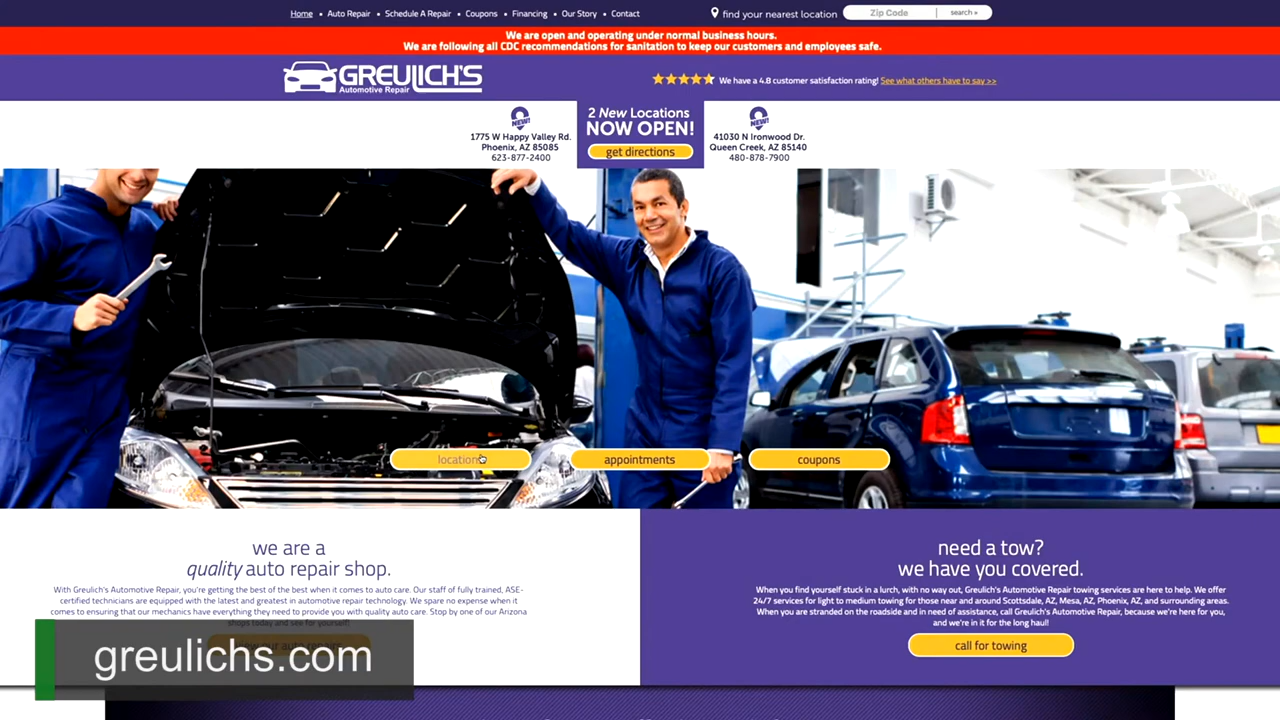 Home • Auto Repair • Schedule A Repair • Coupons • Financing • Our Story • Contact
find your nearest location Zip Code search »
We are open and operating under normal business hours.
We are following all CDC recommendations for sanitation to keep our customers and employees safe.
GREULICH'S
Automotive Repair
We have a 4.8 customer satisfaction rating! See what others have to say >>
NEW!
1775 W Happy Valley Rd.
Phoenix, AZ 85085
623-877-2400
2 New Locations
NOW OPEN!
get directions
NEW!
41030 N Ironwood Dr.
Queen Creek, AZ 85140
480-878-7900
locations
appointments
coupons
we are a
quality auto repair shop.
With Greulich's Automotive Repair, you're getting the best of the best when it comes to auto care. Our staff of fully trained, ASE-
certified technicians are equipped with the latest and greatest in automotive repair technology. We spare no expense when it
comes to ensuring that our mechanics have everything they need to provide you with quality auto care. Stop by one of our Arizona
shops today and see for yourself!
need a tow?
we have you covered.
When you find yourself stuck in a lurch, with no way out, Greulich's Automotive Repair towing services are here to help. We offer
24/7 services for light to medium towing for those near and around Scottsdale, AZ, Mesa, AZ, Phoenix, AZ, and surrounding areas.
When you are stranded on the roadside and in need of assistance, call Greulich's Automotive Repair, because we're here for you,
and we're in it for the long haul!
call for towing
greulichs.com